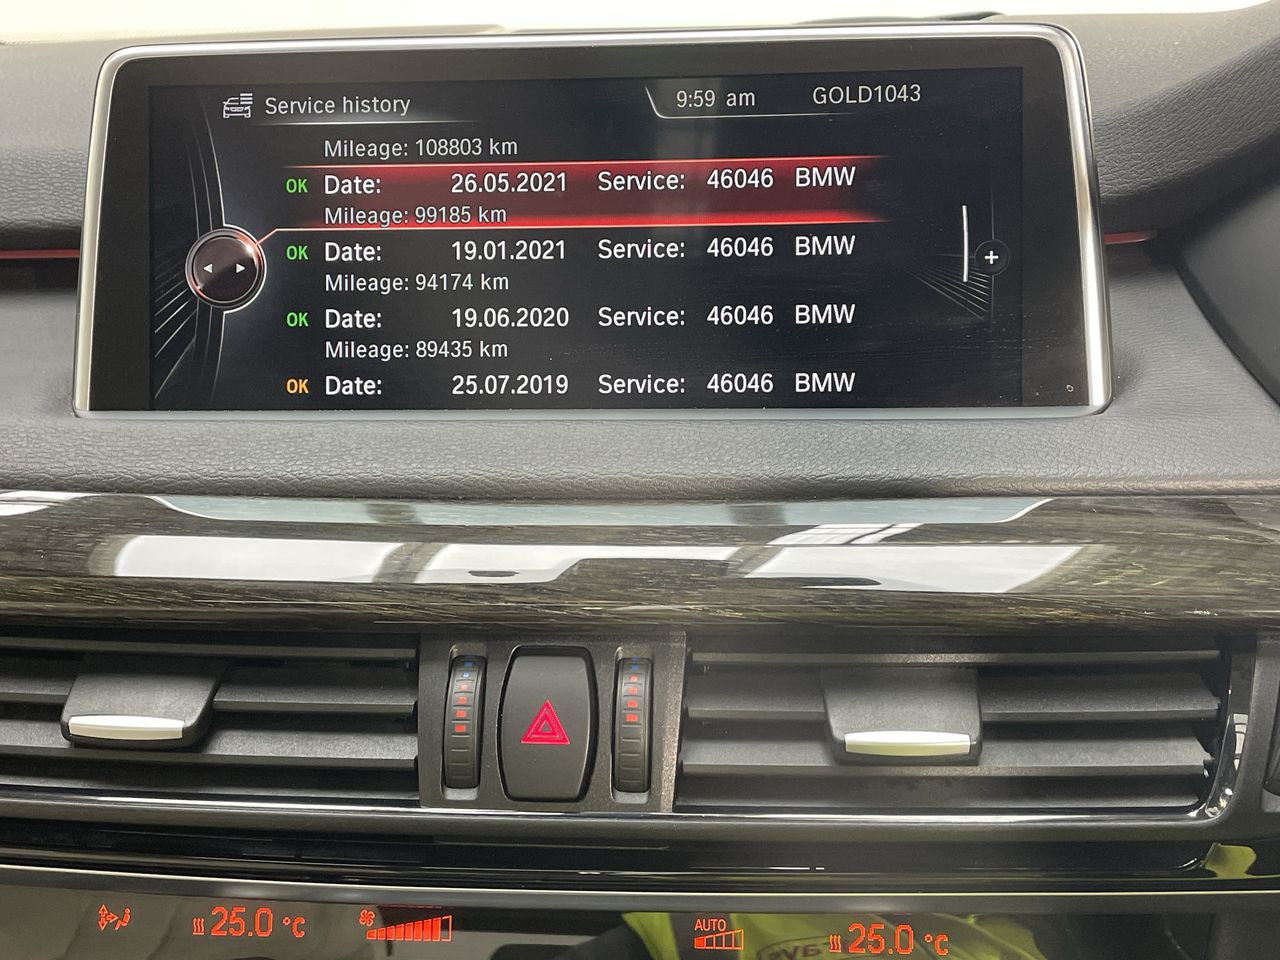 Service history 9:59 am GOLD1043
Mileage: 108803 km
OK Date: 26.05.2021 Service: 46046 BMW
Mileage: 99185 km
OK Date: 19.01.2021 Service: 46046 BMW
Mileage: 94174 km
OK Date: 19.06.2020 Service: 46046 BMW
Mileage: 89435 km
OK Date: 25.07.2019 Service: 46046 BMW
25.0 °C AUTO 25.0 °C